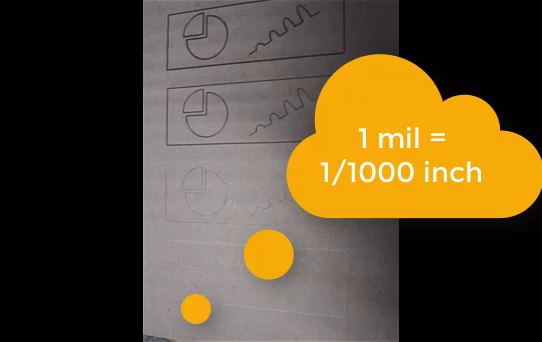 1 mil =
1/1000 inch